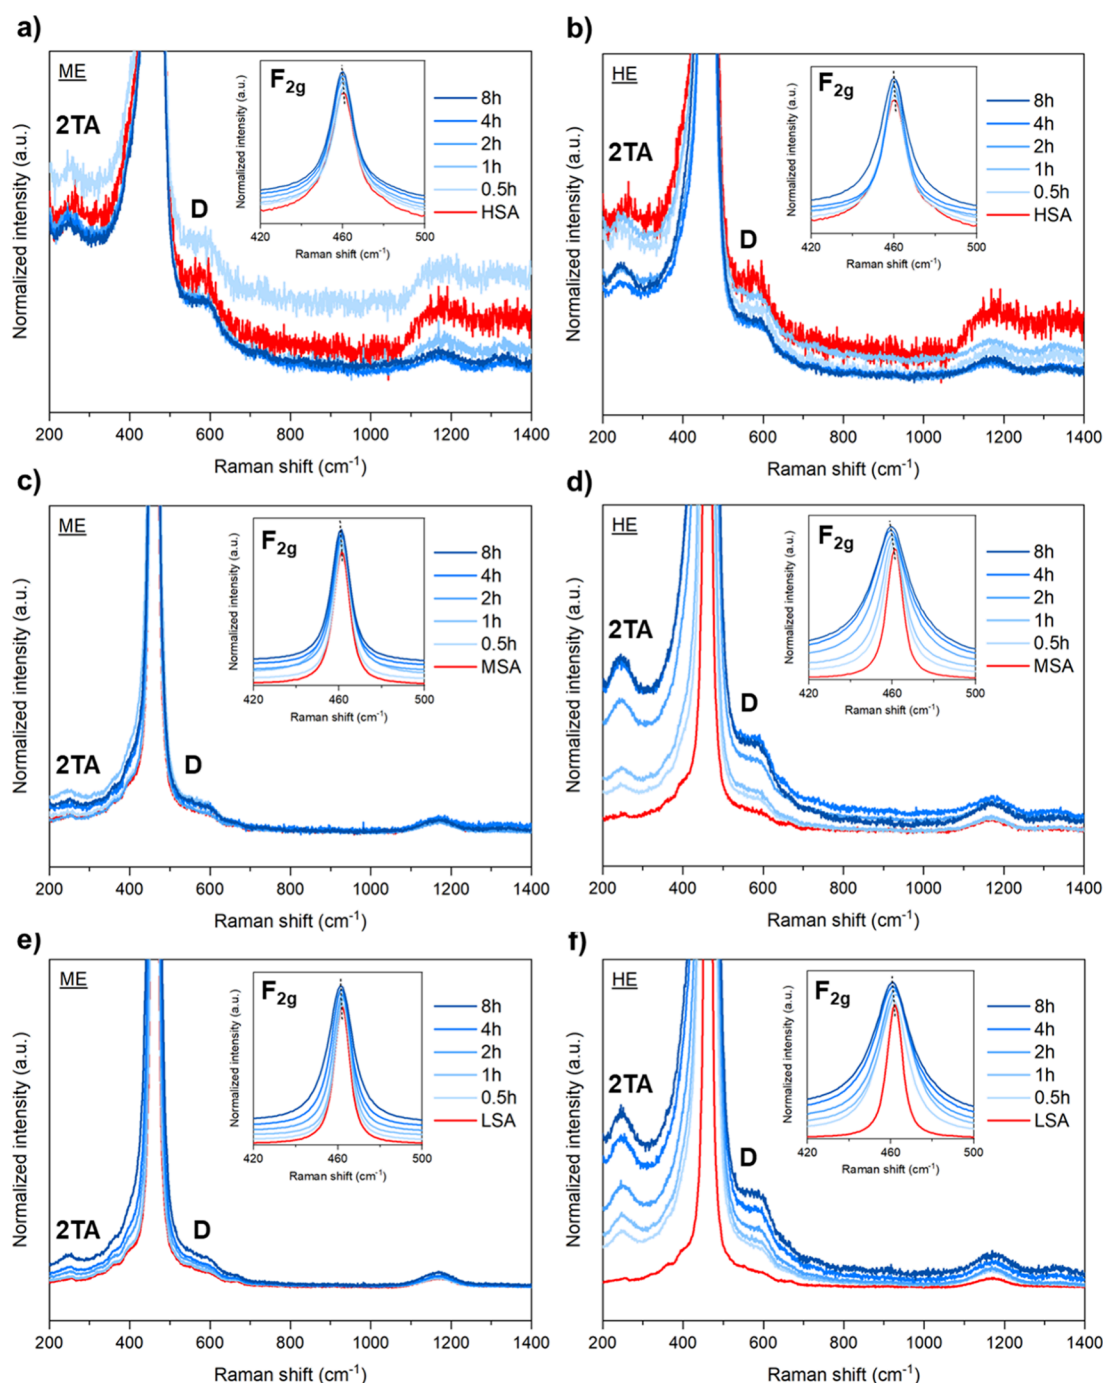 a)
ME
2TA
D
F2g
Normalized intensity (a.u.)
420 460 500
Raman shift (cm-1)
8h
4h
2h
1h
0.5h
HSA
Normalized intensity (a.u.)
200 400 600 800 1000 1200 1400
Raman shift (cm-1)
b)
HE
2TA
D
F2g
Normalized intensity (a.u.)
420 460 500
Raman shift (cm-1)
8h
4h
2h
1h
0.5h
HSA
Normalized intensity (a.u.)
200 400 600 800 1000 1200 1400
Raman shift (cm-1)
c)
ME
2TA
D
F2g
Normalized intensity (a.u.)
420 460 500
Raman shift (cm-1)
8h
4h
2h
1h
0.5h
MSA
Normalized intensity (a.u.)
200 400 600 800 1000 1200 1400
Raman shift (cm-1)
d)
HE
2TA
D
F2g
Normalized intensity (a.u.)
420 460 500
Raman shift (cm-1)
8h
4h
2h
1h
0.5h
MSA
Normalized intensity (a.u.)
200 400 600 800 1000 1200 1400
Raman shift (cm-1)
e)
ME
2TA
D
F2g
Normalized intensity (a.u.)
420 460 500
Raman shift (cm-1)
8h
4h
2h
1h
0.5h
LSA
Normalized intensity (a.u.)
200 400 600 800 1000 1200 1400
Raman shift (cm-1)
f)
HE
2TA
D
F2g
Normalized intensity (a.u.)
420 460 500
Raman shift (cm-1)
8h
4h
2h
1h
0.5h
LSA
Normalized intensity (a.u.)
200 400 600 800 1000 1200 1400
Raman shift (cm-1)